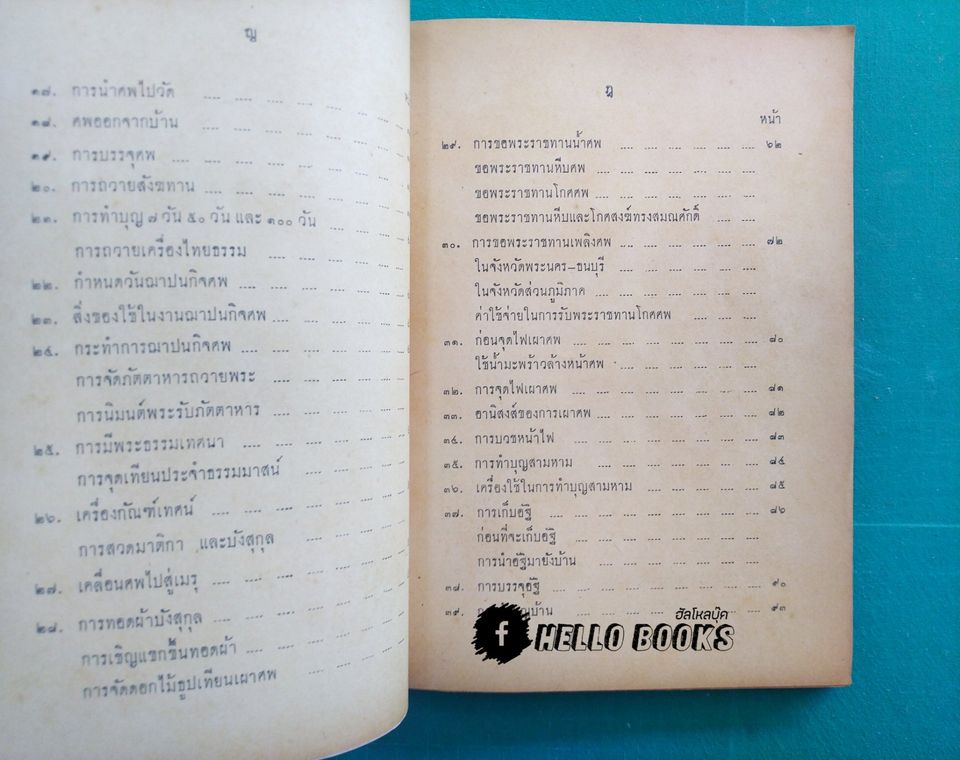 ญ
๑๗. การนำศพไปวัด .... .... .... .... ....
๑๘. ศพออกจากบ้าน .... .... .... .... ....
๑๙. การบรรจุศพ .... .... .... .... .... ....
๒๐. การถวายสังฆทาน .... .... .... .... ....
๒๑. การทำบุญ ๗ วัน ๕๐ วัน และ ๑๐๐ วัน .... ....
การถวายเครื่องไทยธรรม .... .... .... ....
๒๒. กำหนดวันฌาปนกิจศพ .... .... .... ....
๒๓. สิ่งของใช้ในงานฌาปนกิจศพ .... .... .... ....
๒๔. กระทำการฌาปนกิจศพ .... .... .... ....
การจัดภัตตาหารถวายพระ .... .... .... ....
การนิมนต์พระรับภัตตาหาร .... .... .... ....
๒๕. การมีพระธรรมเทศนา .... .... .... ....
การจุดเทียนประจำธรรมมาสน์ .... .... ....
๒๖. เครื่องกัณฑ์เทศน์ .... .... .... .... ....
การสวดมาติกา และบังสุกุล .... .... ....
๒๗. เคลื่อนศพไปสู่เมรุ .... .... .... .... ....
๒๘. การทอดผ้าบังสุกุล .... .... .... .... ....
การเชิญแขกขึ้นทอดผ้า .... .... .... ....
การจัดดอกไม้ธูปเทียนเผาศพ .... .... ....
ฎ
หน้า
๒๙. การขอพระราชทานน้ำศพ .... .... .... .... .... .... ๖๒
ขอพระราชทานหีบศพ .... .... .... .... .... ....
ขอพระราชทานโกศศพ .... .... .... .... .... ....
ขอพระราชทานหีบและโกศสงฆ์ทรงสมณศักดิ์ .... ....
๓๐. การขอพระราชทานเพลิงศพ .... .... .... .... .... .... ๗๒
ในจังหวัดพระนคร-ธนบุรี .... .... .... .... .... ....
ในจังหวัดส่วนภูมิภาค .... .... .... .... .... .... ....
ค่าใช้จ่ายในการรับพระราชทานโกศศพ .... .... .... ....
๓๑. ก่อนจุดไฟเผาศพ .... .... .... .... .... .... .... ๘๐
ใช้น้ำมะพร้าวล้างหน้าศพ .... .... .... .... .... ....
๓๒. การจุดไฟเผาศพ .... .... .... .... .... .... .... ๘๑
๓๓. อานิสงส์ของการเผาศพ .... .... .... .... .... .... ๘๒
๓๔. การบวชหน้าไฟ .... .... .... .... .... .... .... ๘๓
๓๕. การทำบุญสามหาม .... .... .... .... .... .... ๘๔
๓๖. เครื่องใช้ในการทำบุญสามหาม .... .... .... .... .... ๘๕
๓๗. การเก็บอัฐิ .... .... .... .... .... .... .... .... ๘๖
ก่อนที่จะเก็บอัฐิ .... .... .... .... .... .... ....
การนำอัฐิมายังบ้าน .... .... .... .... .... .... ....
๓๘. การบรรจุอัฐิ .... .... .... .... .... .... .... ๙๐
๓๙. .... .... .... .... .... .... .... ๙๓
ฮัลโหลบุ๊ค
f HELLO BOOKS